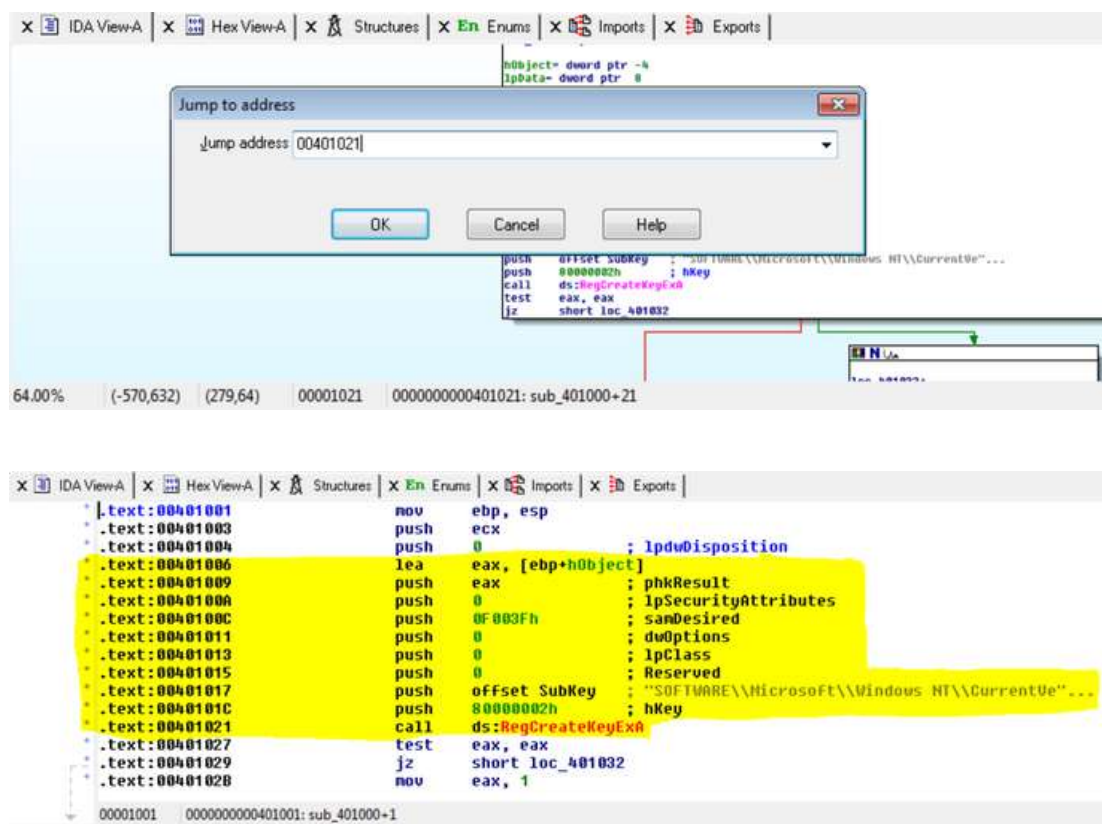 x IDA View-A x Hex View-A x Structures x En Enums x Imports x Exports
hObject= dword ptr -4
lpData= dword ptr  8
Jump to address
Jump address 00401021
OK Cancel Help
push offset SubKey ; "SOFTWARE\\Microsoft\\Windows NT\\CurrentVe"...
push 80000002h ; hKey
call ds:RegCreateKeyExA
test eax, eax
jz short loc_401032
loc_401032:
64.00% (-570,632) (279,64) 00001021 0000000000401021: sub_401000+21
x IDA View-A x Hex View-A x Structures x En Enums x Imports x Exports
.text:00401001 mov ebp, esp
.text:00401003 push ecx
.text:00401004 push 0 ; lpdwDisposition
.text:00401006 lea eax, [ebp+hObject]
.text:00401009 push eax ; phkResult
.text:0040100A push 0 ; lpSecurityAttributes
.text:0040100C push 0F003Fh ; samDesired
.text:00401011 push 0 ; dwOptions
.text:00401013 push 0 ; lpClass
.text:00401015 push 0 ; Reserved
.text:00401017 push offset SubKey ; "SOFTWARE\\Microsoft\\Windows NT\\CurrentVe"...
.text:0040101C push 80000002h ; hKey
.text:00401021 call ds:RegCreateKeyExA
.text:00401027 test eax, eax
.text:00401029 jz short loc_401032
.text:0040102B mov eax, 1
00001001 0000000000401001: sub_401000+1